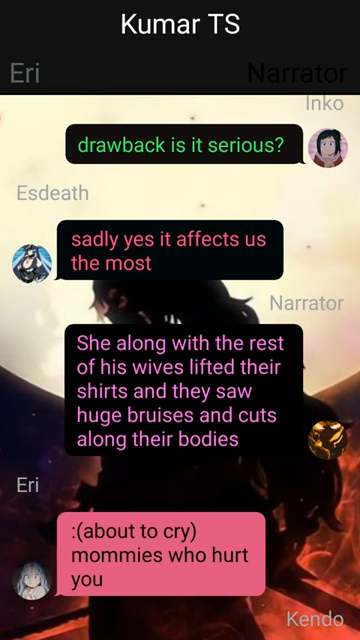 Kumar TS
Eri
Narrator
Inko
drawback is it serious?
Esdeath
sadly yes it affects us
the most
Narrator
She along with the rest
of his wives lifted their
shirts and they saw
huge bruises and cuts
along their bodies
Eri
:(about to cry)
mommies who hurt
you
Kendo